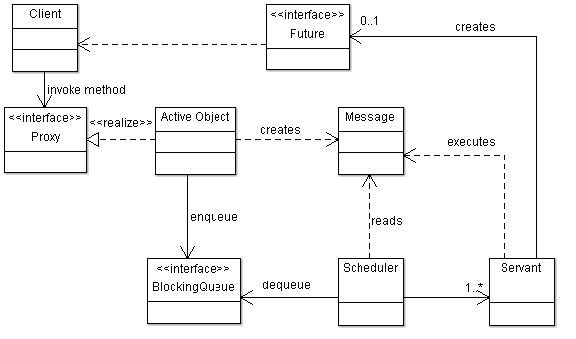 Client
<<interface>>
Future
0..1
creates
invoke method
<<interface>>
Proxy
<<realize>>
Active Object
creates
Message
executes
enqueue
reads
<<interface>>
BlockingQueue
dequeue
Scheduler
1..*
Servant